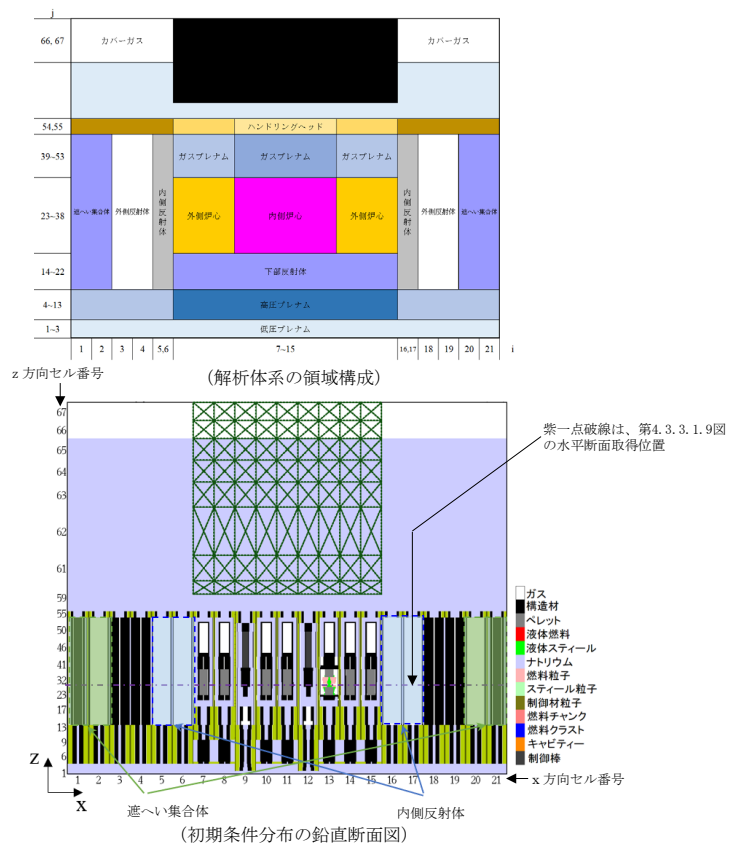 j
66, 67
カバーガス
カバーガス
54,55
ハンドリングヘッド
39~53
ガスプレナム
ガスプレナム
ガスプレナム
23~38
遮へい集合体
外側反射体
内側反射体
外側炉心
内側炉心
外側炉心
内側反射体
外側反射体
遮へい集合体
14~22
下部反射体
4~13
高圧プレナム
1~3
低圧プレナム
1 2 3 4 5,6 7~15 16,17 18 19 20 21 i
(解析体系の領域構成)
z 方向セル番号
67
66
65
64
63
62
61
59
55
50
46
41
32
23
17
13
9
6
1
紫一点破線は、第4.3.3.1.9図
の水平断面取得位置
ガス
構造材
ペレット
液体燃料
液体スティール
ナトリウム
燃料粒子
スティール粒子
制御材粒子
燃料チャンク
燃料クラスト
キャビティー
制御棒
Z
X
1 2 3 4 5 6 7 8 9 10 11 12 13 14 15 16 17 18 19 20 21
x 方向セル番号
遮へい集合体
内側反射体
(初期条件分布の鉛直断面図)